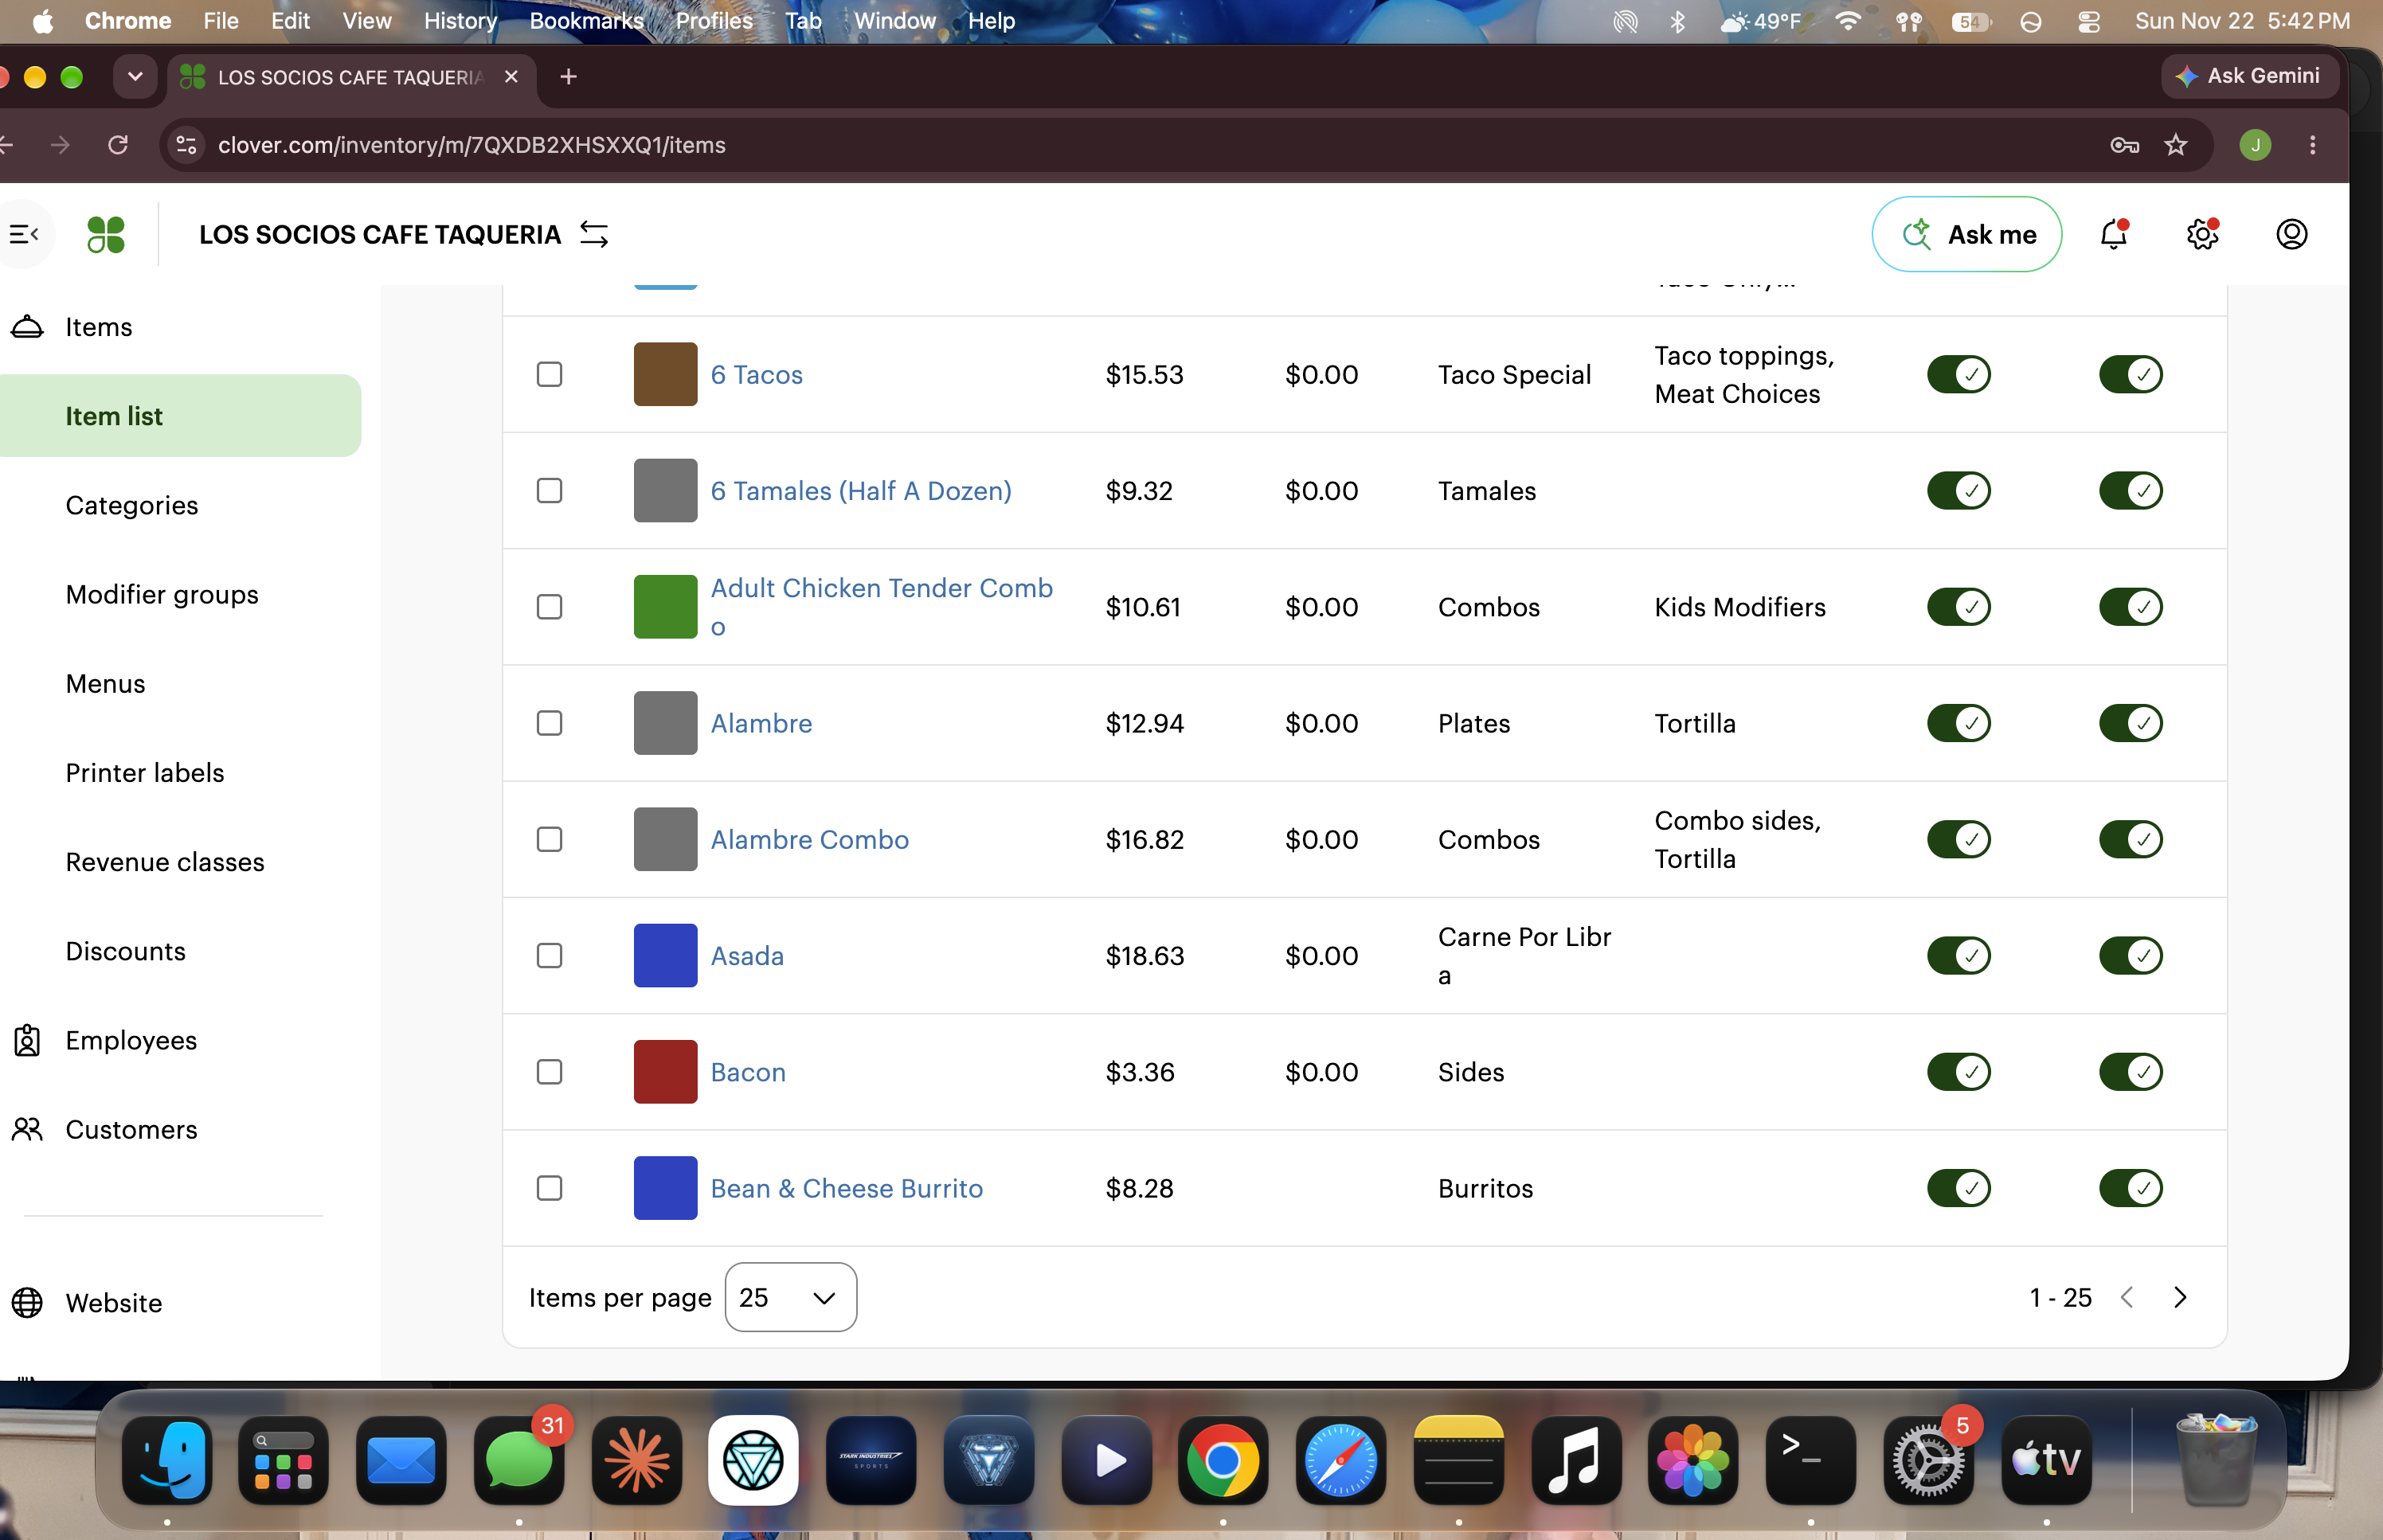 Chrome File Edit View History Bookmarks Profiles Tab Window Help 54 49°F Sun Nov 22 5:42 PM
LOS SOCIOS CAFE TAQUERIA
Ask Gemini
clover.com/inventory/m/7QXDB2XHSXXQ1/items
J
LOS SOCIOS CAFE TAQUERIA
Ask me
Items
Item list
Categories
Modifier groups
Menus
Printer labels
Revenue classes
Discounts
Employees
Customers
Website
6 Tacos $15.53 $0.00 Taco Special Taco toppings,
Meat Choices
6 Tamales (Half A Dozen) $9.32 $0.00 Tamales
Adult Chicken Tender Comb
o $10.61 $0.00 Combos Kids Modifiers
Alambre $12.94 $0.00 Plates Tortilla
Alambre Combo $16.82 $0.00 Combos Combo sides,
Tortilla
Asada $18.63 $0.00 Carne Por Libr
a
Bacon $3.36 $0.00 Sides
Bean & Cheese Burrito $8.28 Burritos
Items per page 25
1 - 25
31
STARK INDUSTRIES
SPORTS
5
tv